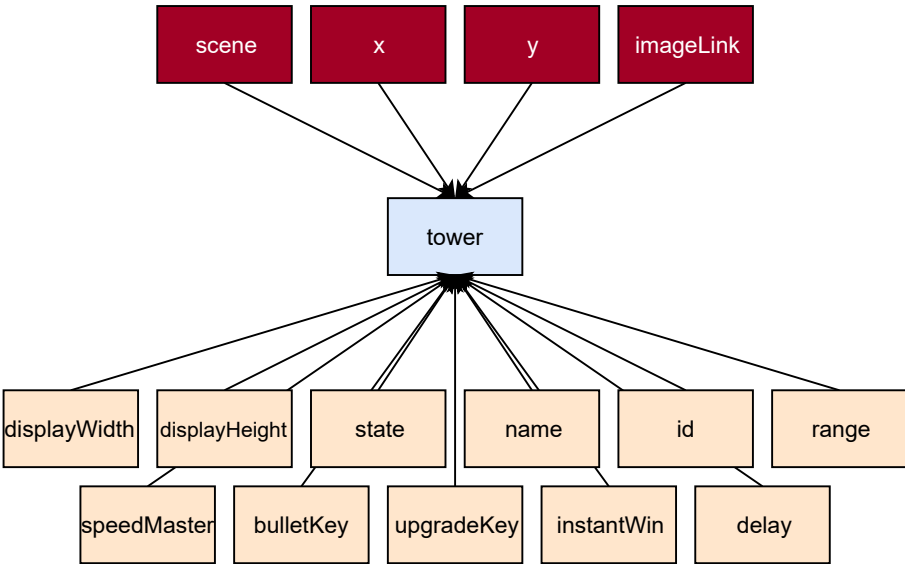 scene
x
y
imageLink
tower
displayWidth
displayHeight
state
name
id
range
speedMaster
bulletKey
upgradeKey
instantWin
delay